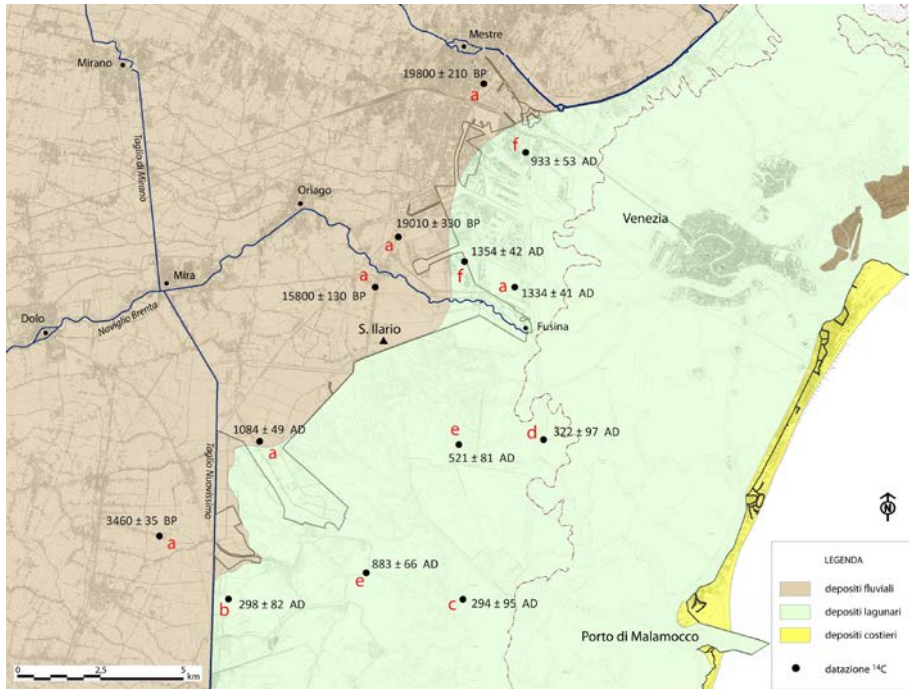 Mestre
Mirano
19800 ± 210 BP
a
f
933 ± 53 AD
Taglio di Mirano
Oriago
Venezia
19010 ± 330 BP
a
1354 ± 42 AD
f
Mira
a
15800 ± 130 BP
a
1334 ± 41 AD
Dolo
Naviglio Brenta
Fusina
S. Ilario
1084 ± 49 AD
a
e
521 ± 81 AD
d
322 ± 97 AD
Taglio Nuovissimo
3460 ± 35 BP
a
883 ± 66 AD
e
b
298 ± 82 AD
c
294 ± 95 AD
Porto di Malamocco
N
LEGENDA
depositi fluviali
depositi lagunari
depositi costieri
datazione ¹⁴C
0 2,5 5
km